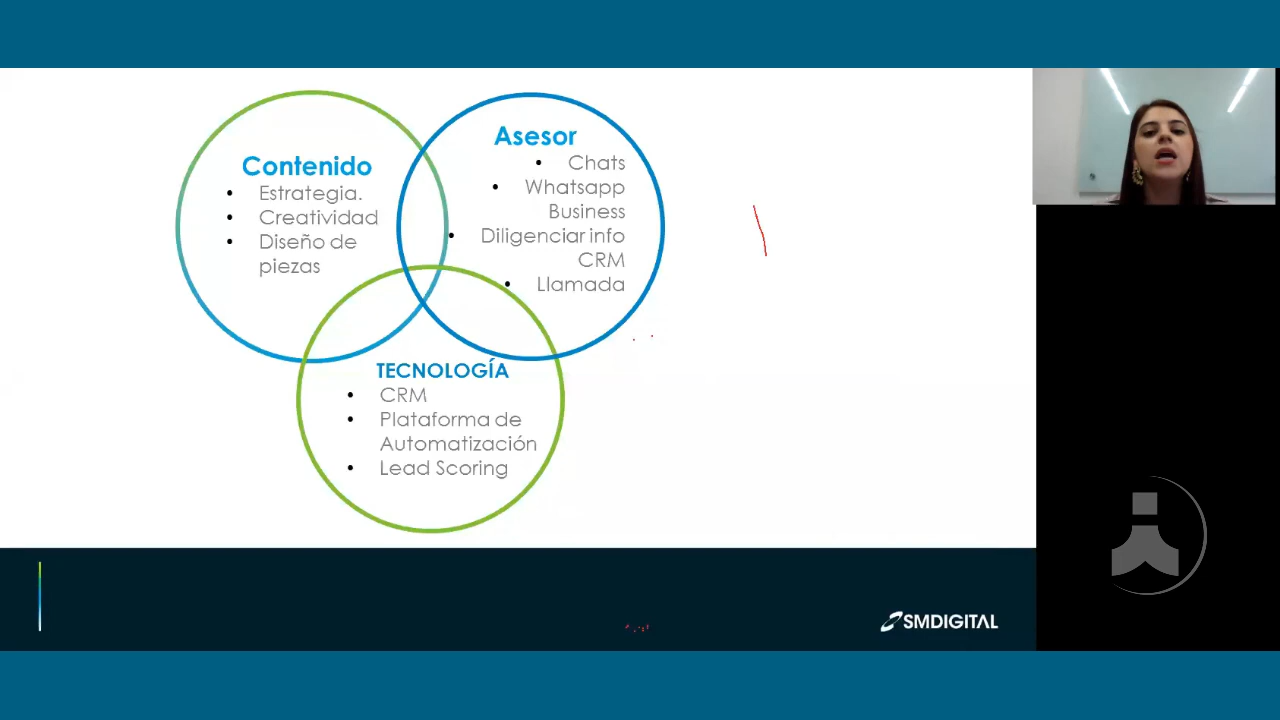 Contenido
• Estrategia.
• Creatividad
• Diseño de
piezas
Asesor
• Chats
• Whatsapp
Business
• Diligenciar info
CRM
• Llamada
TECNOLOGÍA
• CRM
• Plataforma de
Automatización
• Lead Scoring
SMDIGITAL